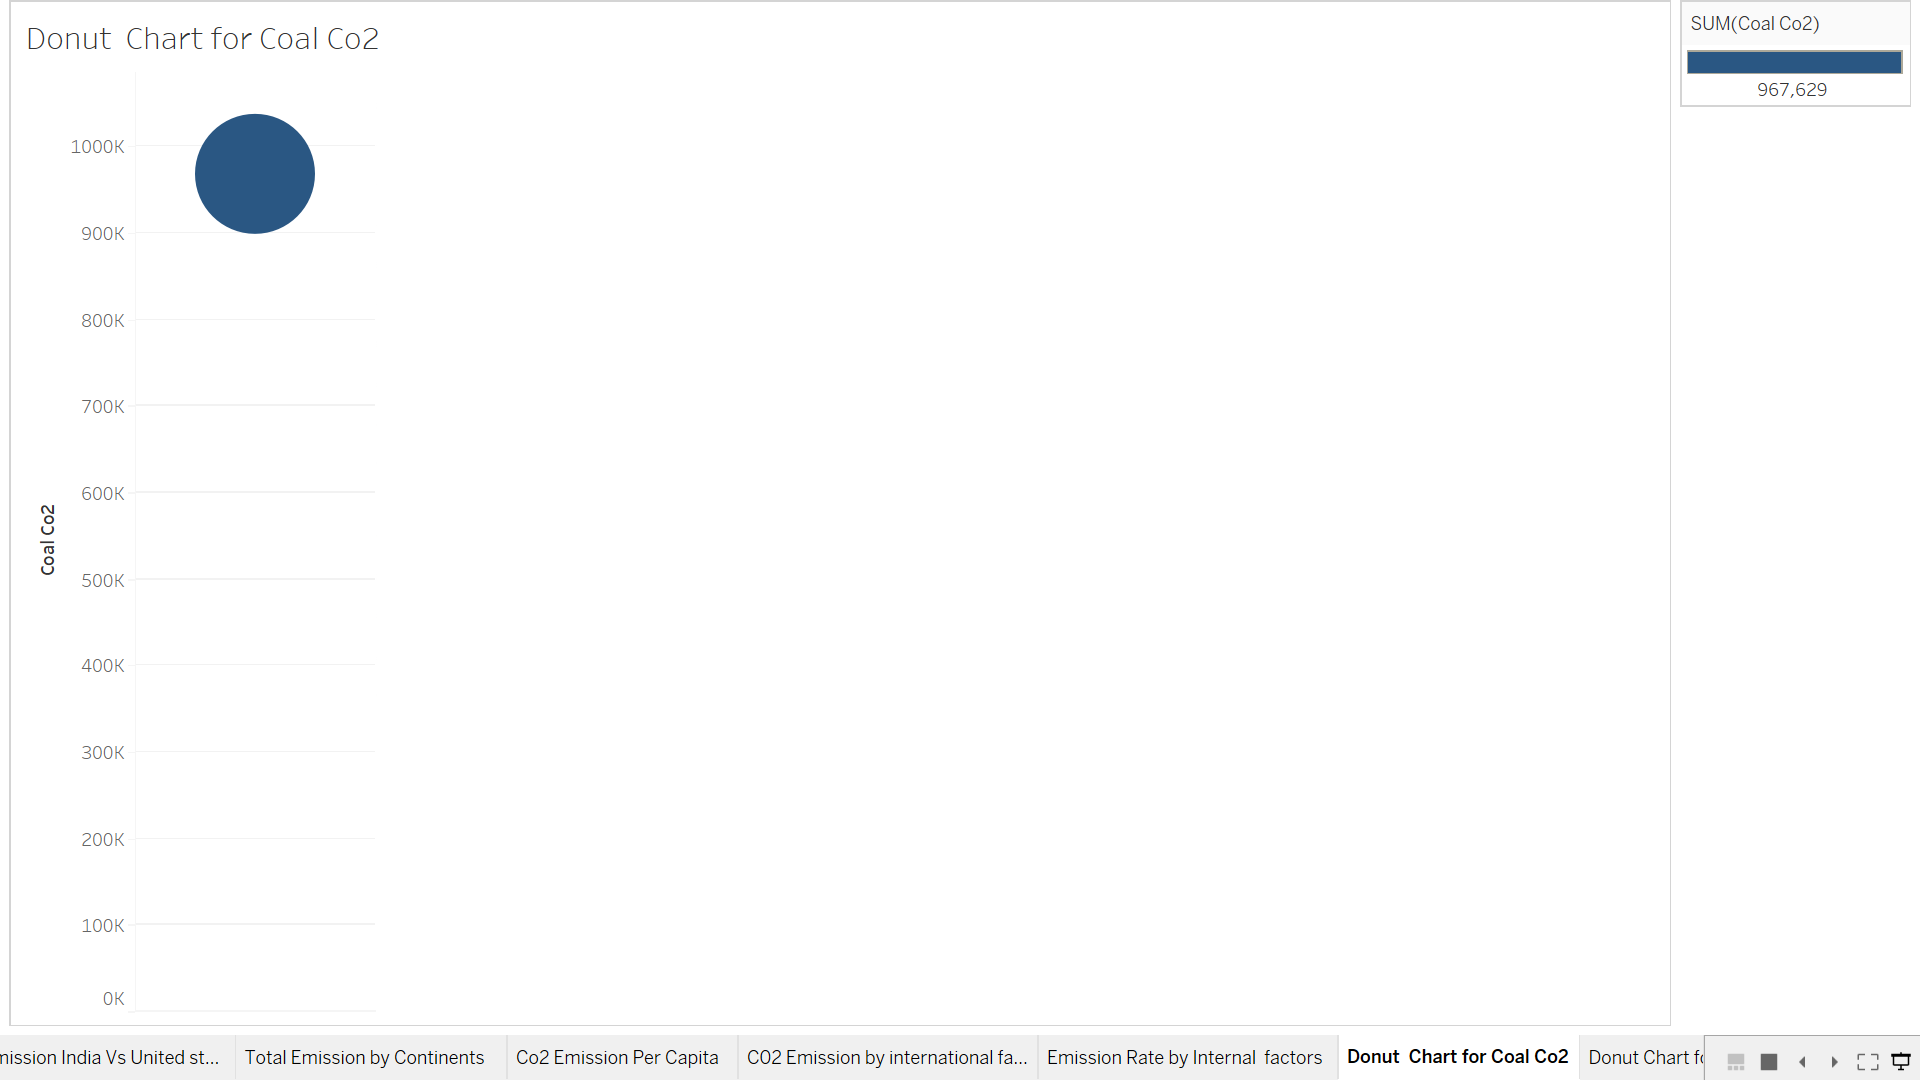 Donut  Chart for Coal Co2
SUM(Coal Co2)
967,629
1000K
900K
800K
700K
600K
500K
400K
300K
200K
100K
0K
Coal Co2
mission India Vs United st...
Total Emission by Continents
Co2 Emission Per Capita
C02 Emission by international fa...
Emission Rate by Internal  factors
Donut  Chart for Coal Co2
Donut Chart fo